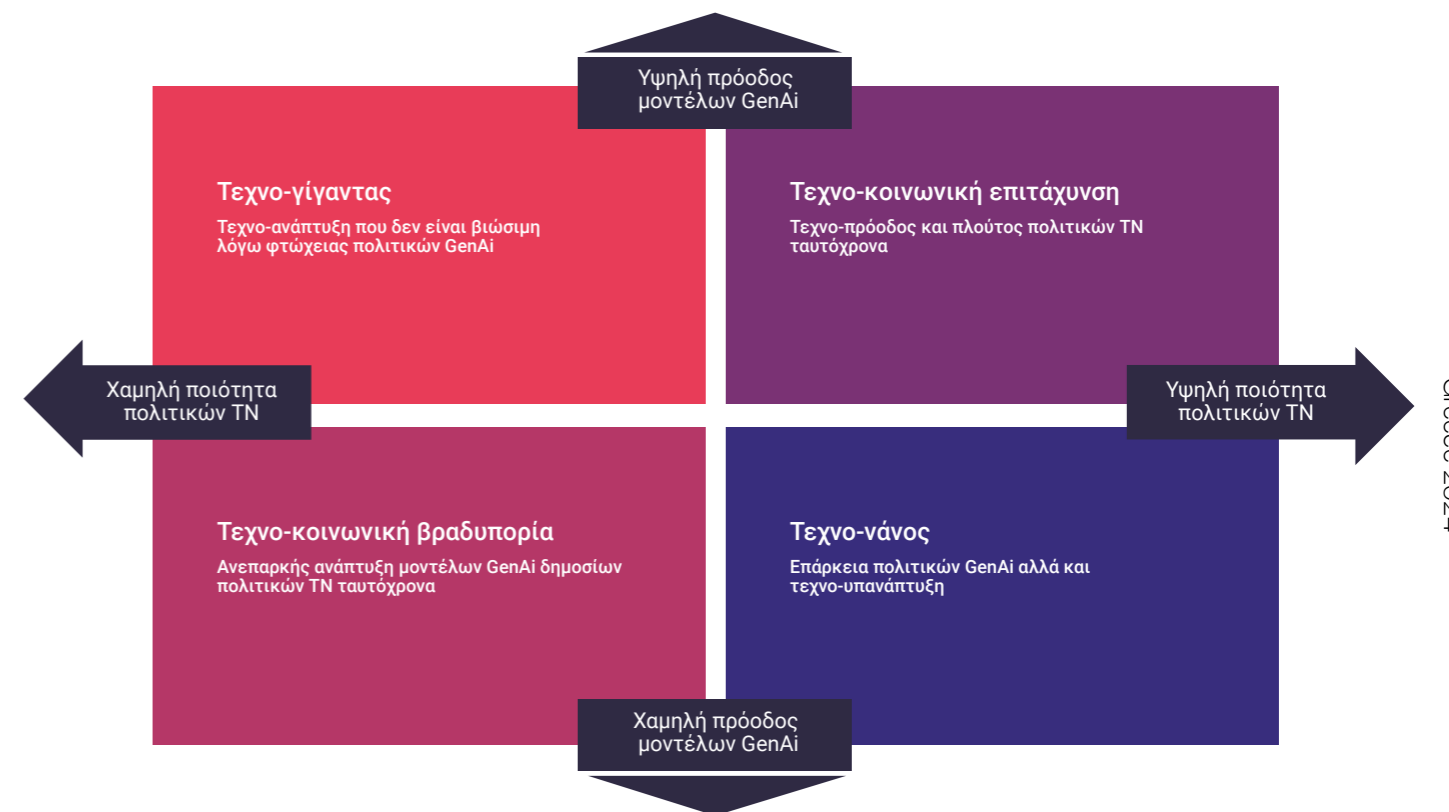 Υψηλή πρόοδος
μοντέλων GenAi
Τεχνο-γίγαντας
Τεχνο-ανάπτυξη που δεν είναι βιώσιμη
λόγω φτώχειας πολιτικών GenAi
Τεχνο-κοινωνική επιτάχυνση
Τεχνο-πρόοδος και πλούτος πολιτικών ΤΝ
ταυτόχρονα
Χαμηλή ποιότητα
πολιτικών ΤΝ
Υψηλή ποιότητα
πολιτικών ΤΝ
Τεχνο-κοινωνική βραδυπορία
Ανεπαρκής ανάπτυξη μοντέλων GenAi δημοσίων
πολιτικών ΤΝ ταυτόχρονα
Τεχνο-νάνος
Επάρκεια πολιτικών GenAi αλλά και
τεχνο-υπανάπτυξη
Χαμηλή πρόοδος
μοντέλων GenAi